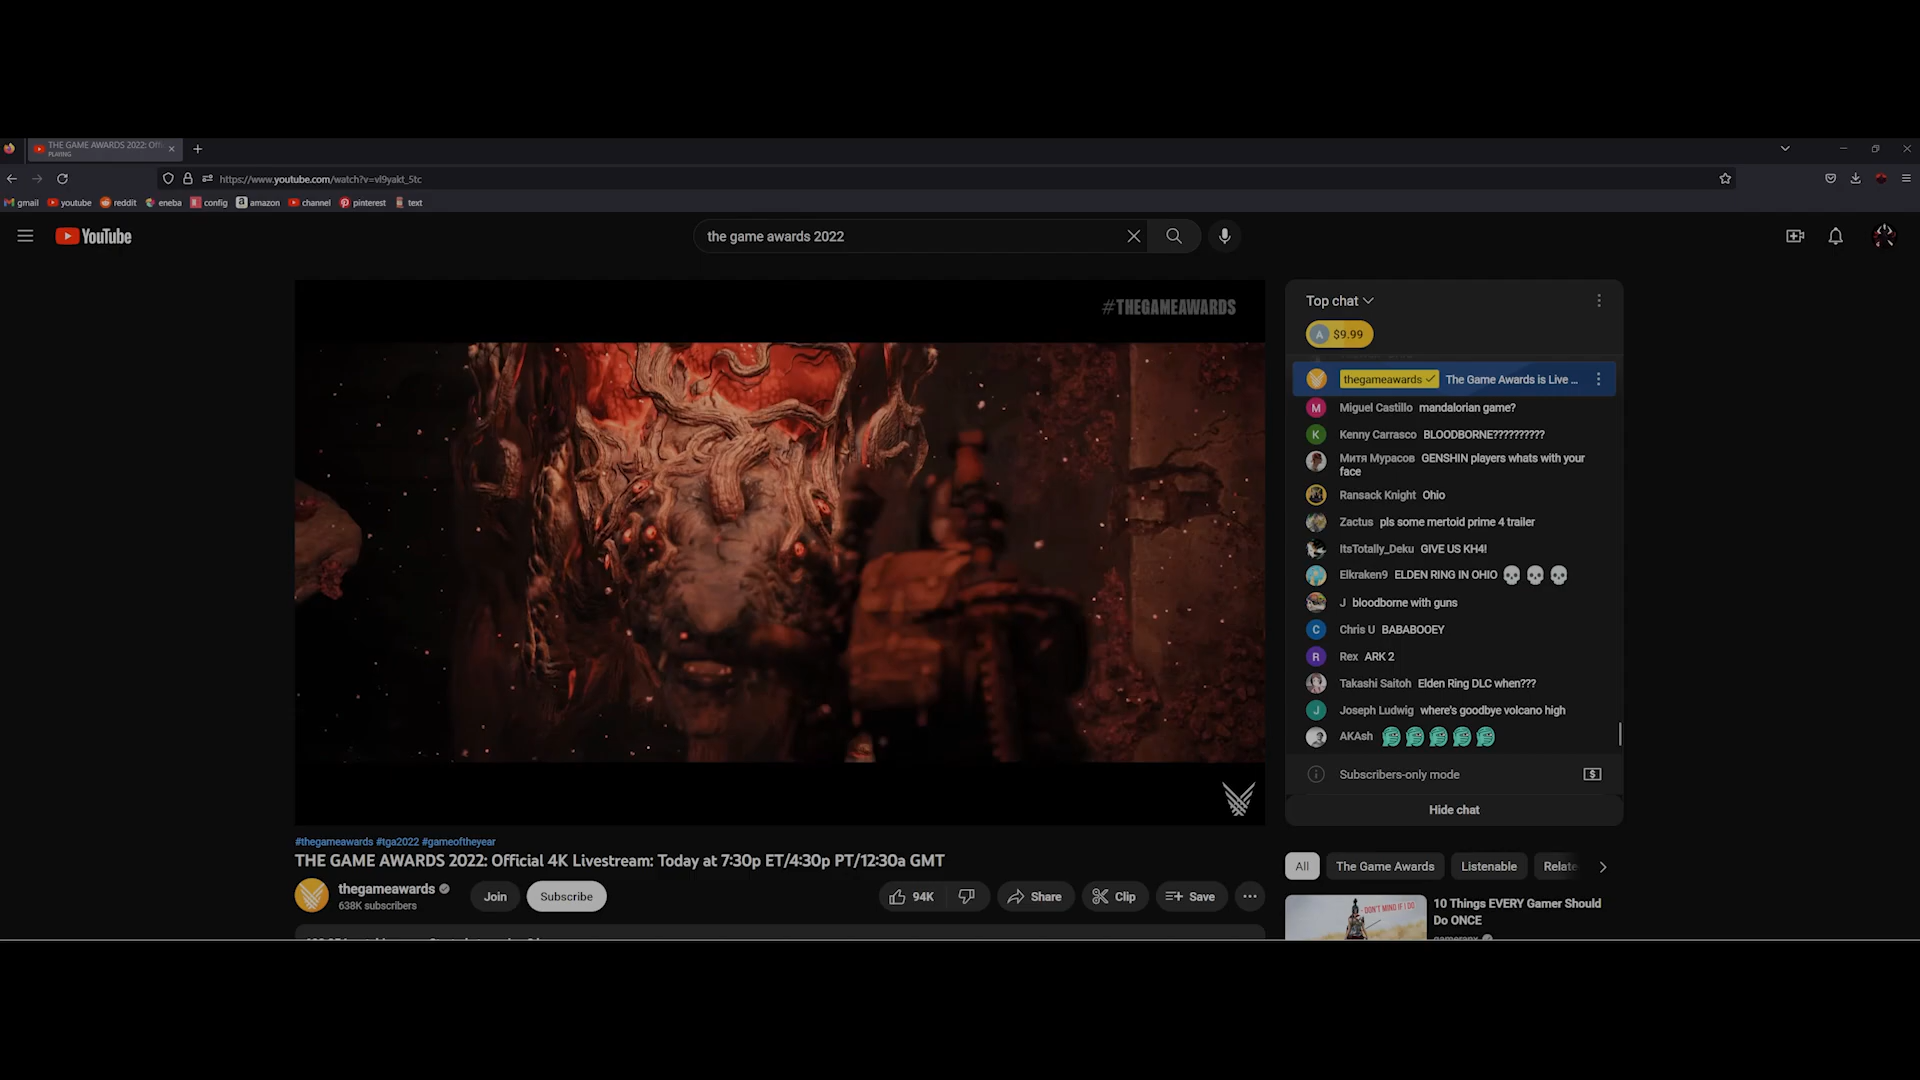 THE GAME AWARDS 2022: Offi
PLAYING
https://www.youtube.com/watch?v=vl9yakt_5tc
gmail youtube reddit eneba config amazon channel pinterest text
YouTube
the game awards 2022
#THEGAMEAWARDS
Top chat
A $9.99
thegameawards The Game Awards is Live ...
M Miguel Castillo mandalorian game?
K Kenny Carrasco BLOODBORNE??????????
Митя Мурасов GENSHIN players whats with your
face
Ransack Knight Ohio
Zactus pls some mertoid prime 4 trailer
ItsTotally_Deku GIVE US KH4!
Elkraken9 ELDEN RING IN OHIO 💀 💀 💀
J bloodborne with guns
C Chris U BABABOOEY
R Rex ARK 2
Takashi Saitoh Elden Ring DLC when???
J Joseph Ludwig where's goodbye volcano high
AKAsh
Subscribers-only mode
Hide chat
#thegameawards #tga2022 #gameoftheyear
THE GAME AWARDS 2022: Official 4K Livestream: Today at 7:30p ET/4:30p PT/12:30a GMT
thegameawards
638K subscribers
Join
Subscribe
94K
Share
Clip
Save
All
The Game Awards
Listenable
Relate
- DON'T MIND IF I DO
10 Things EVERY Gamer Should
Do ONCE
gameranx